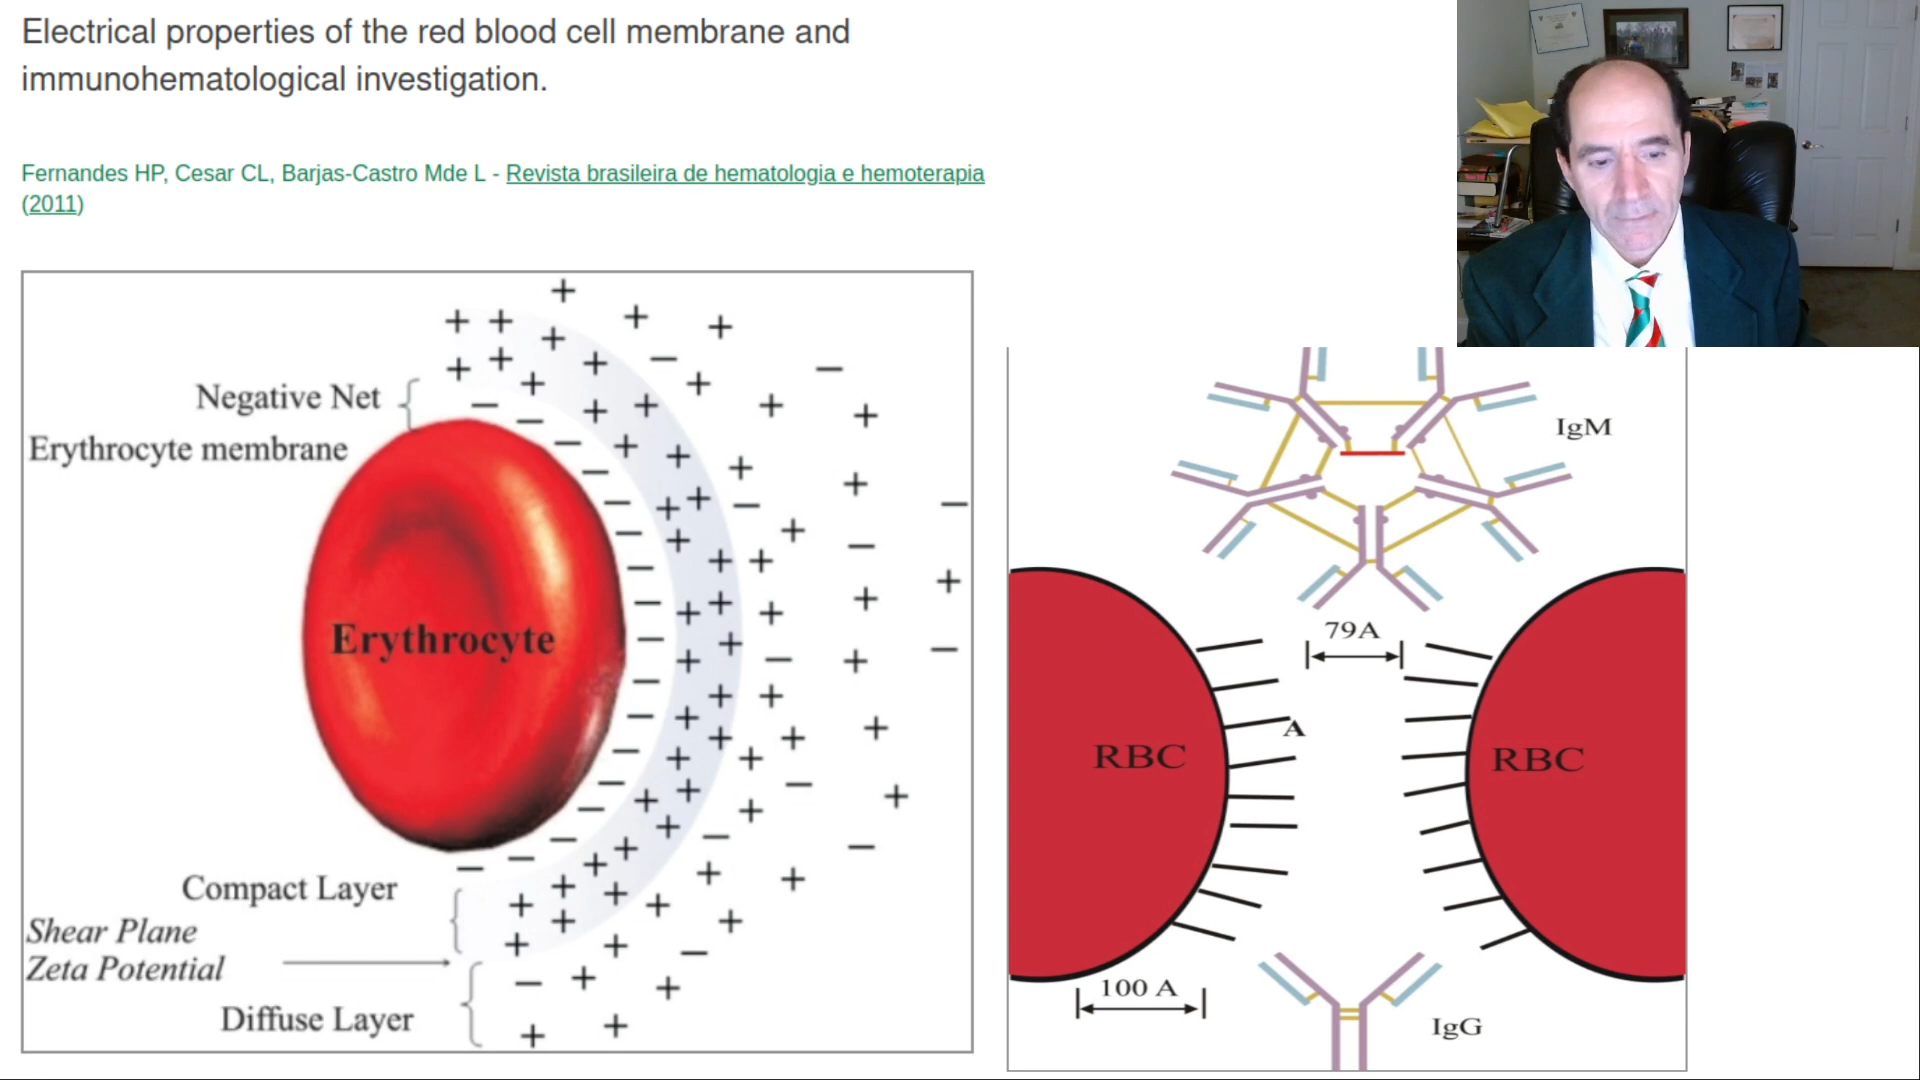 Electrical properties of the red blood cell membrane and
immunohematological investigation.
Fernandes HP, Cesar CL, Barjas-Castro Mde L - Revista brasileira de hematologia e hemoterapia
(2011)
Negative Net
Erythrocyte membrane
Erythrocyte
Compact Layer
Shear Plane
Zeta Potential
Diffuse Layer
IgM
79A
A
RBC
RBC
100 A
IgG